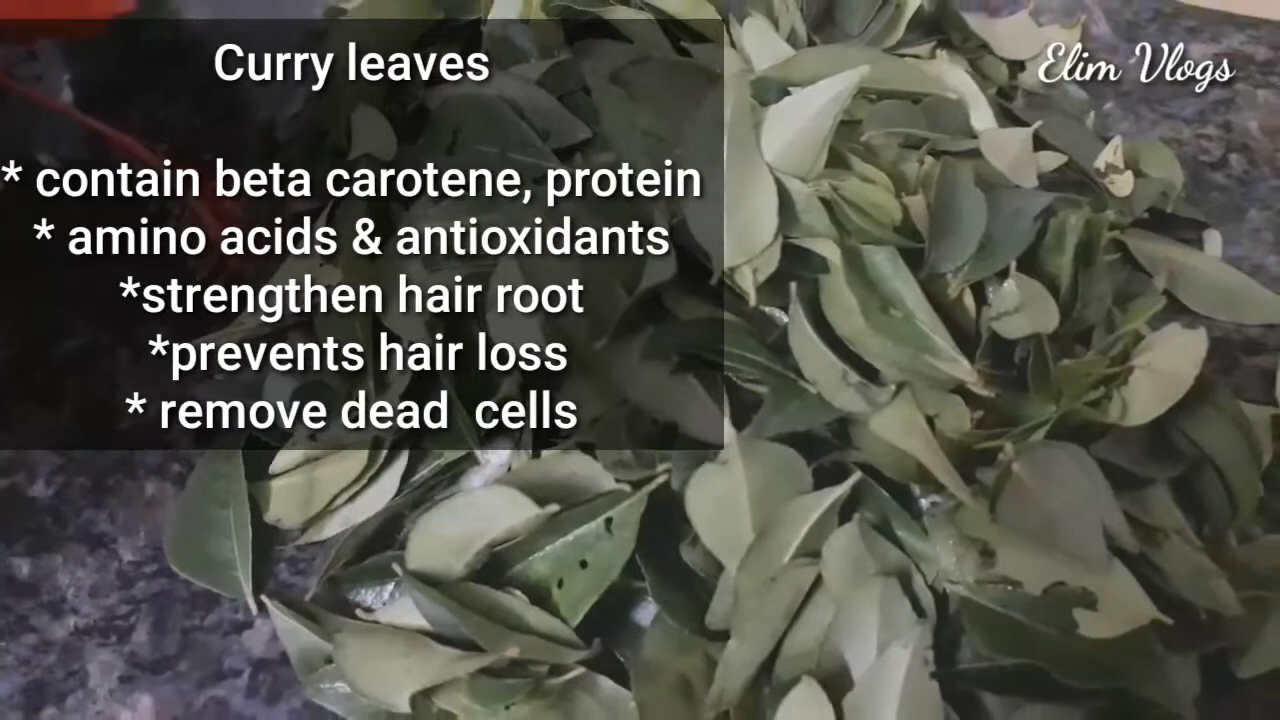 Curry leaves
* contain beta carotene, protein
* amino acids & antioxidants
*strengthen hair root
*prevents hair loss
* remove dead  cells
Elim Vlogs